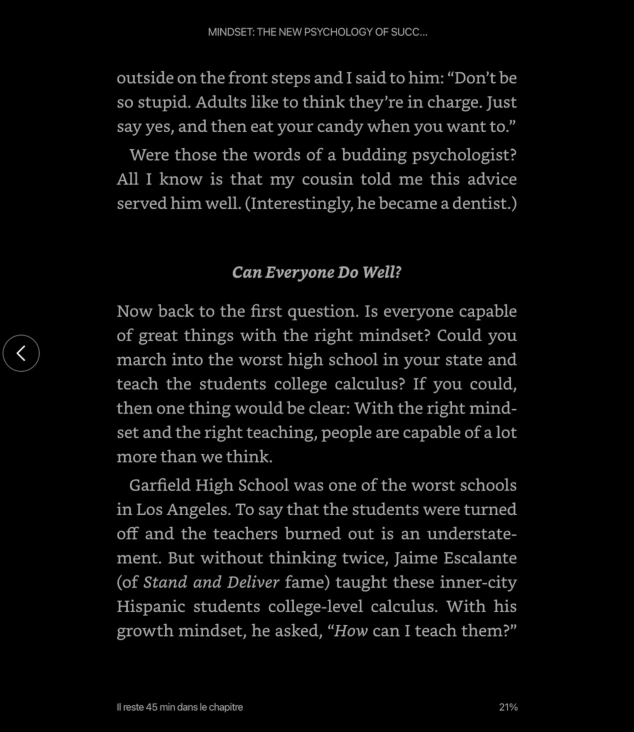 MINDSET: THE NEW PSYCHOLOGY OF SUCC...
outside on the front steps and I said to him: “Don’t be
so stupid. Adults like to think they’re in charge. Just
say yes, and then eat your candy when you want to.”
Were those the words of a budding psychologist?
All I know is that my cousin told me this advice
served him well. (Interestingly, he became a dentist.)
Can Everyone Do Well?
Now back to the first question. Is everyone capable
of great things with the right mindset? Could you
march into the worst high school in your state and
teach the students college calculus? If you could,
then one thing would be clear: With the right mind-
set and the right teaching, people are capable of a lot
more than we think.
Garfield High School was one of the worst schools
in Los Angeles. To say that the students were turned
off and the teachers burned out is an understate-
ment. But without thinking twice, Jaime Escalante
(of Stand and Deliver fame) taught these inner-city
Hispanic students college-level calculus. With his
growth mindset, he asked, “How can I teach them?”
Il reste 45 min dans le chapitre
21%